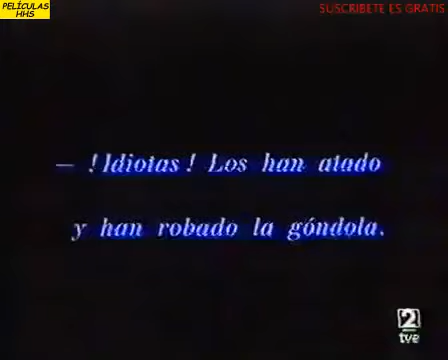 PELÍCULAS
HHS
SUSCRIBETE ES GRATIS
— !Idiotas! Los han atado
y han robado la góndola.
2
tve